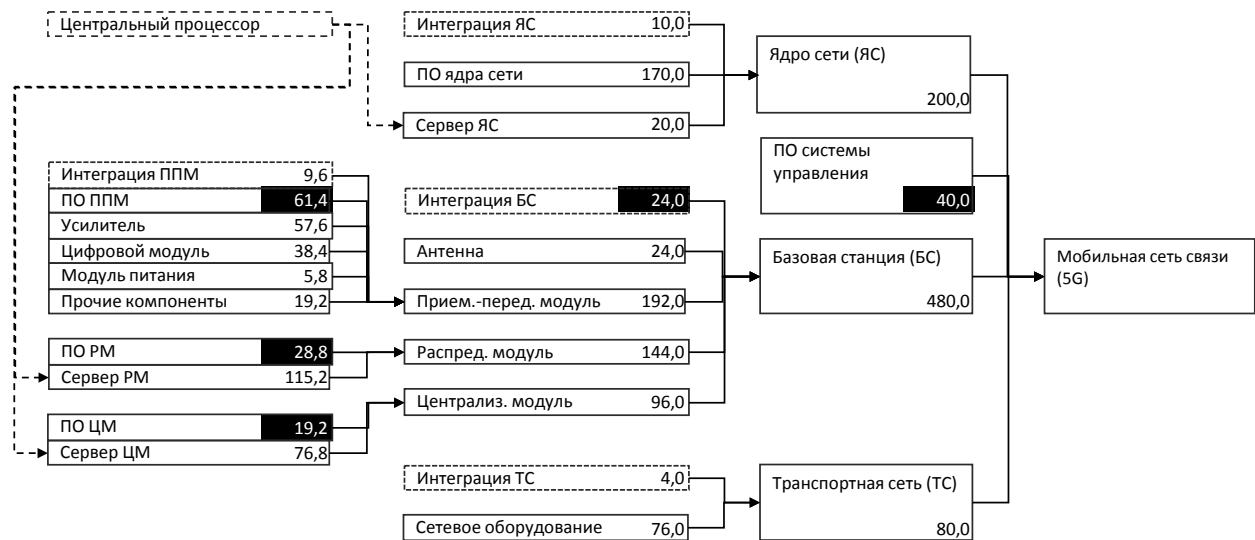 Центральный процессор
Интеграция ЯС 10,0
ПО ядра сети 170,0
Сервер ЯС 20,0
Ядро сети (ЯС)
200,0
ПО системы
управления
40,0
Интеграция ППМ 9,6
ПО ППМ 61,4
Усилитель 57,6
Цифровой модуль 38,4
Модуль питания 5,8
Прочие компоненты 19,2
Интеграция БС 24,0
Антенна 24,0
Прием.-перед. модуль 192,0
Распред. модуль 144,0
Централиз. модуль 96,0
Базовая станция (БС)
480,0
Мобильная сеть связи
(5G)
ПО РМ 28,8
Сервер РМ 115,2
ПО ЦМ 19,2
Сервер ЦМ 76,8
Интеграция ТС 4,0
Сетевое оборудование 76,0
Транспортная сеть (ТС)
80,0